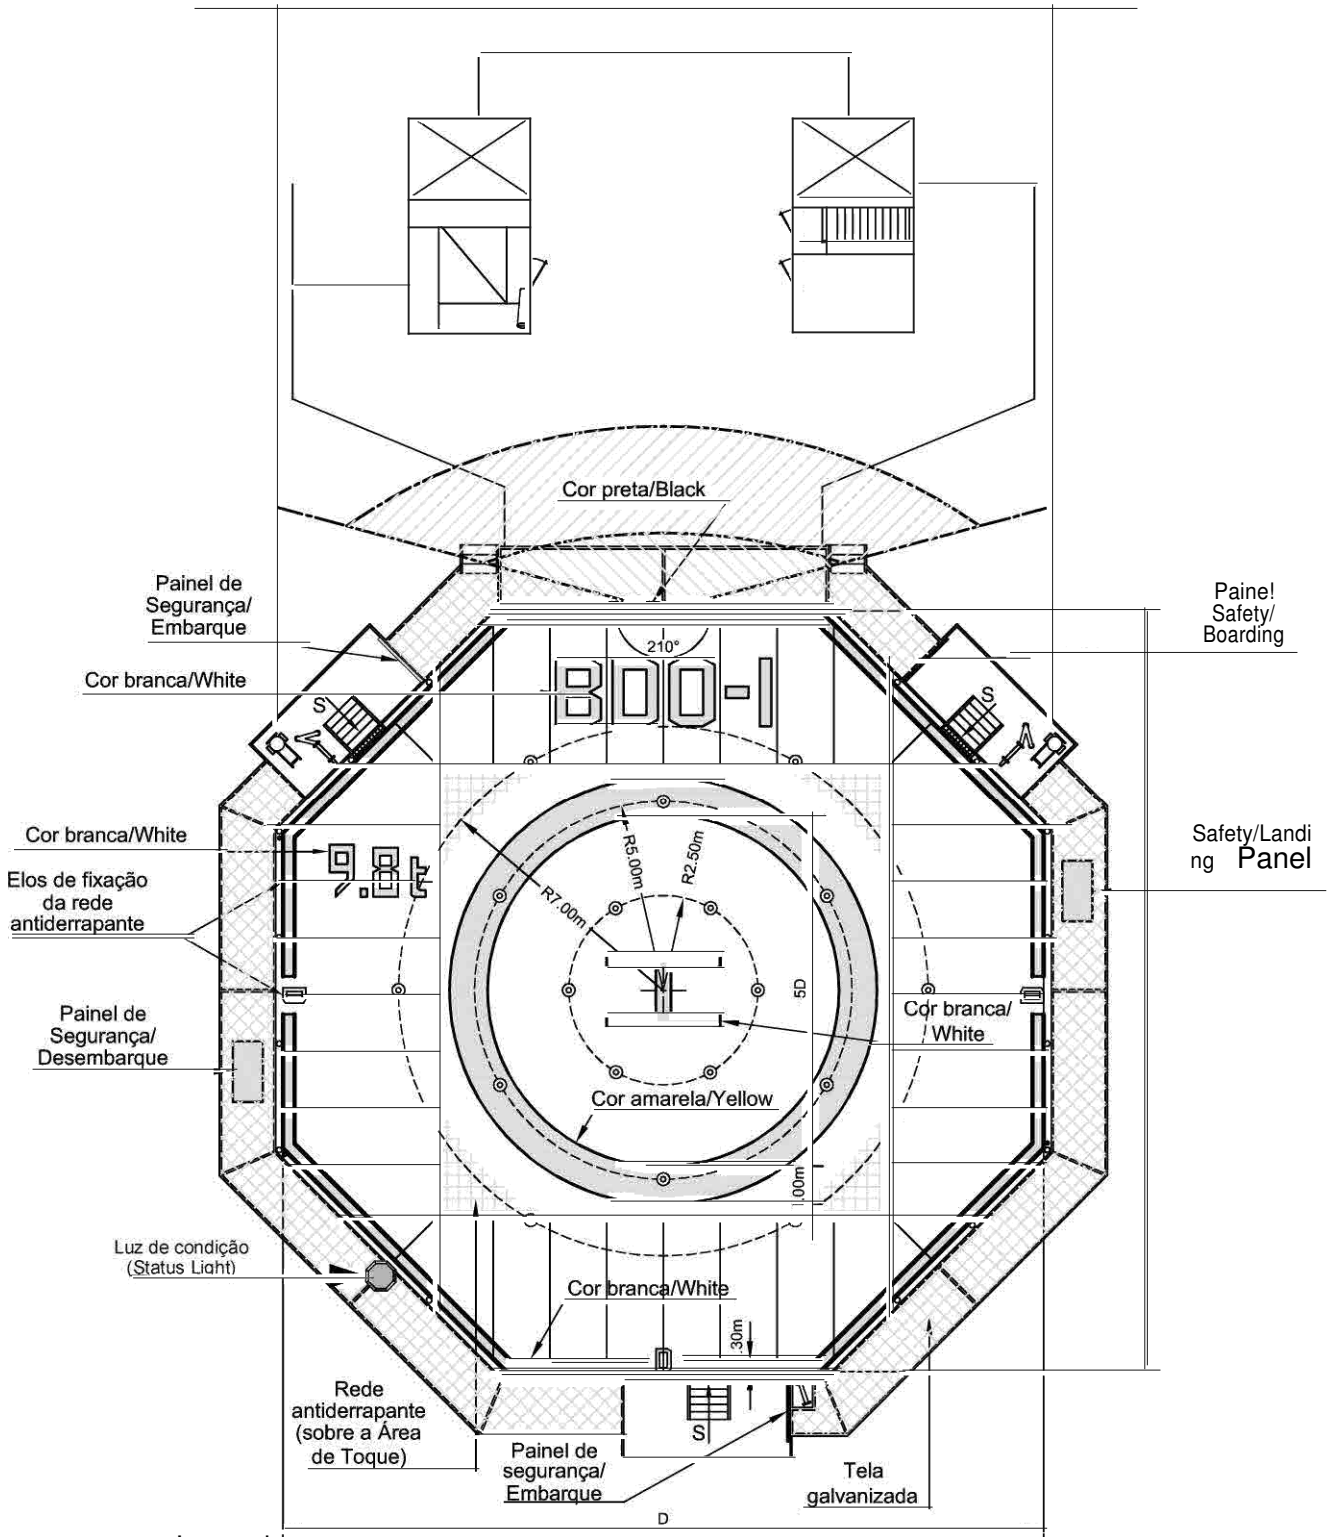 Cor preta/Black
Painel de
Segurança/
Embarque
Paine!
Safety/
Boarding
210°
Cor branca/White
BDO-I
S
S
Cor branca/White
9.8t
Safety/Landi
ng Panel
R5.00m
R2.50m
R7.00m
Elos de fixação
da rede
antiderrapante
5D
Painel de
Segurança/
Desembarque
Cor branca/
White
Cor amarela/Yellow
.00m
Luz de condição
(Status Light)
Cor branca/White
.30m
Rede
antiderrapante
(sobre a Área
de Toque)
S
Painel de
segurança/
Embarque
Tela
galvanizada
D